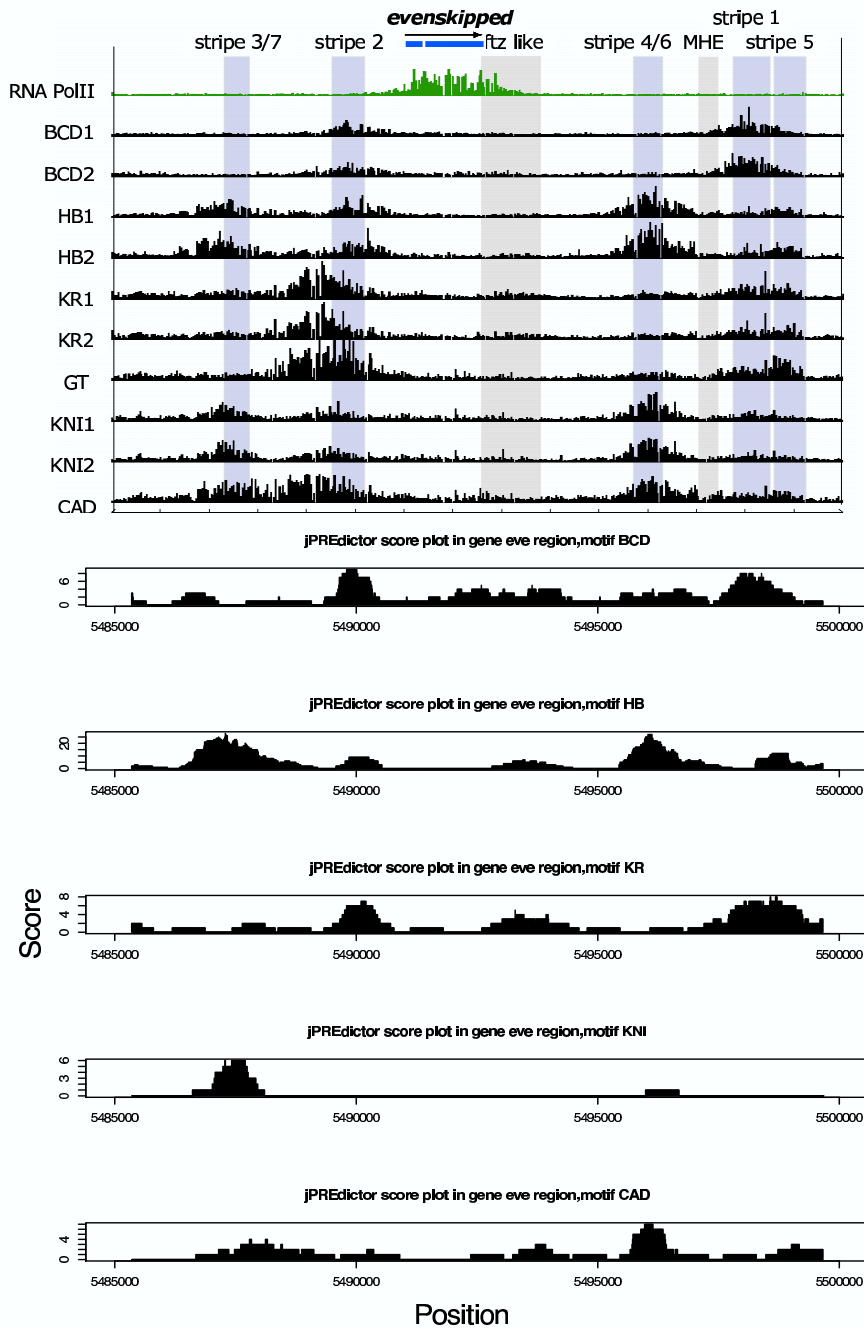 evenskipped
stripe 1
stripe 3/7 stripe 2 ftz like stripe 4/6 MHE stripe 5
RNA PolII
BCD1
BCD2
HB1
HB2
KR1
KR2
GT
KNI1
KNI2
CAD
jPREdictor score plot in gene eve region,motif BCD
6
0
5485000 5490000 5495000 5500000
jPREdictor score plot in gene eve region,motif HB
20
0
5485000 5490000 5495000 5500000
jPREdictor score plot in gene eve region,motif KR
8
4
0
5485000 5490000 5495000 5500000
Score
jPREdictor score plot in gene eve region,motif KNI
6
3
0
5485000 5490000 5495000 5500000
jPREdictor score plot in gene eve region,motif CAD
4
0
5485000 5490000 5495000 5500000
Position